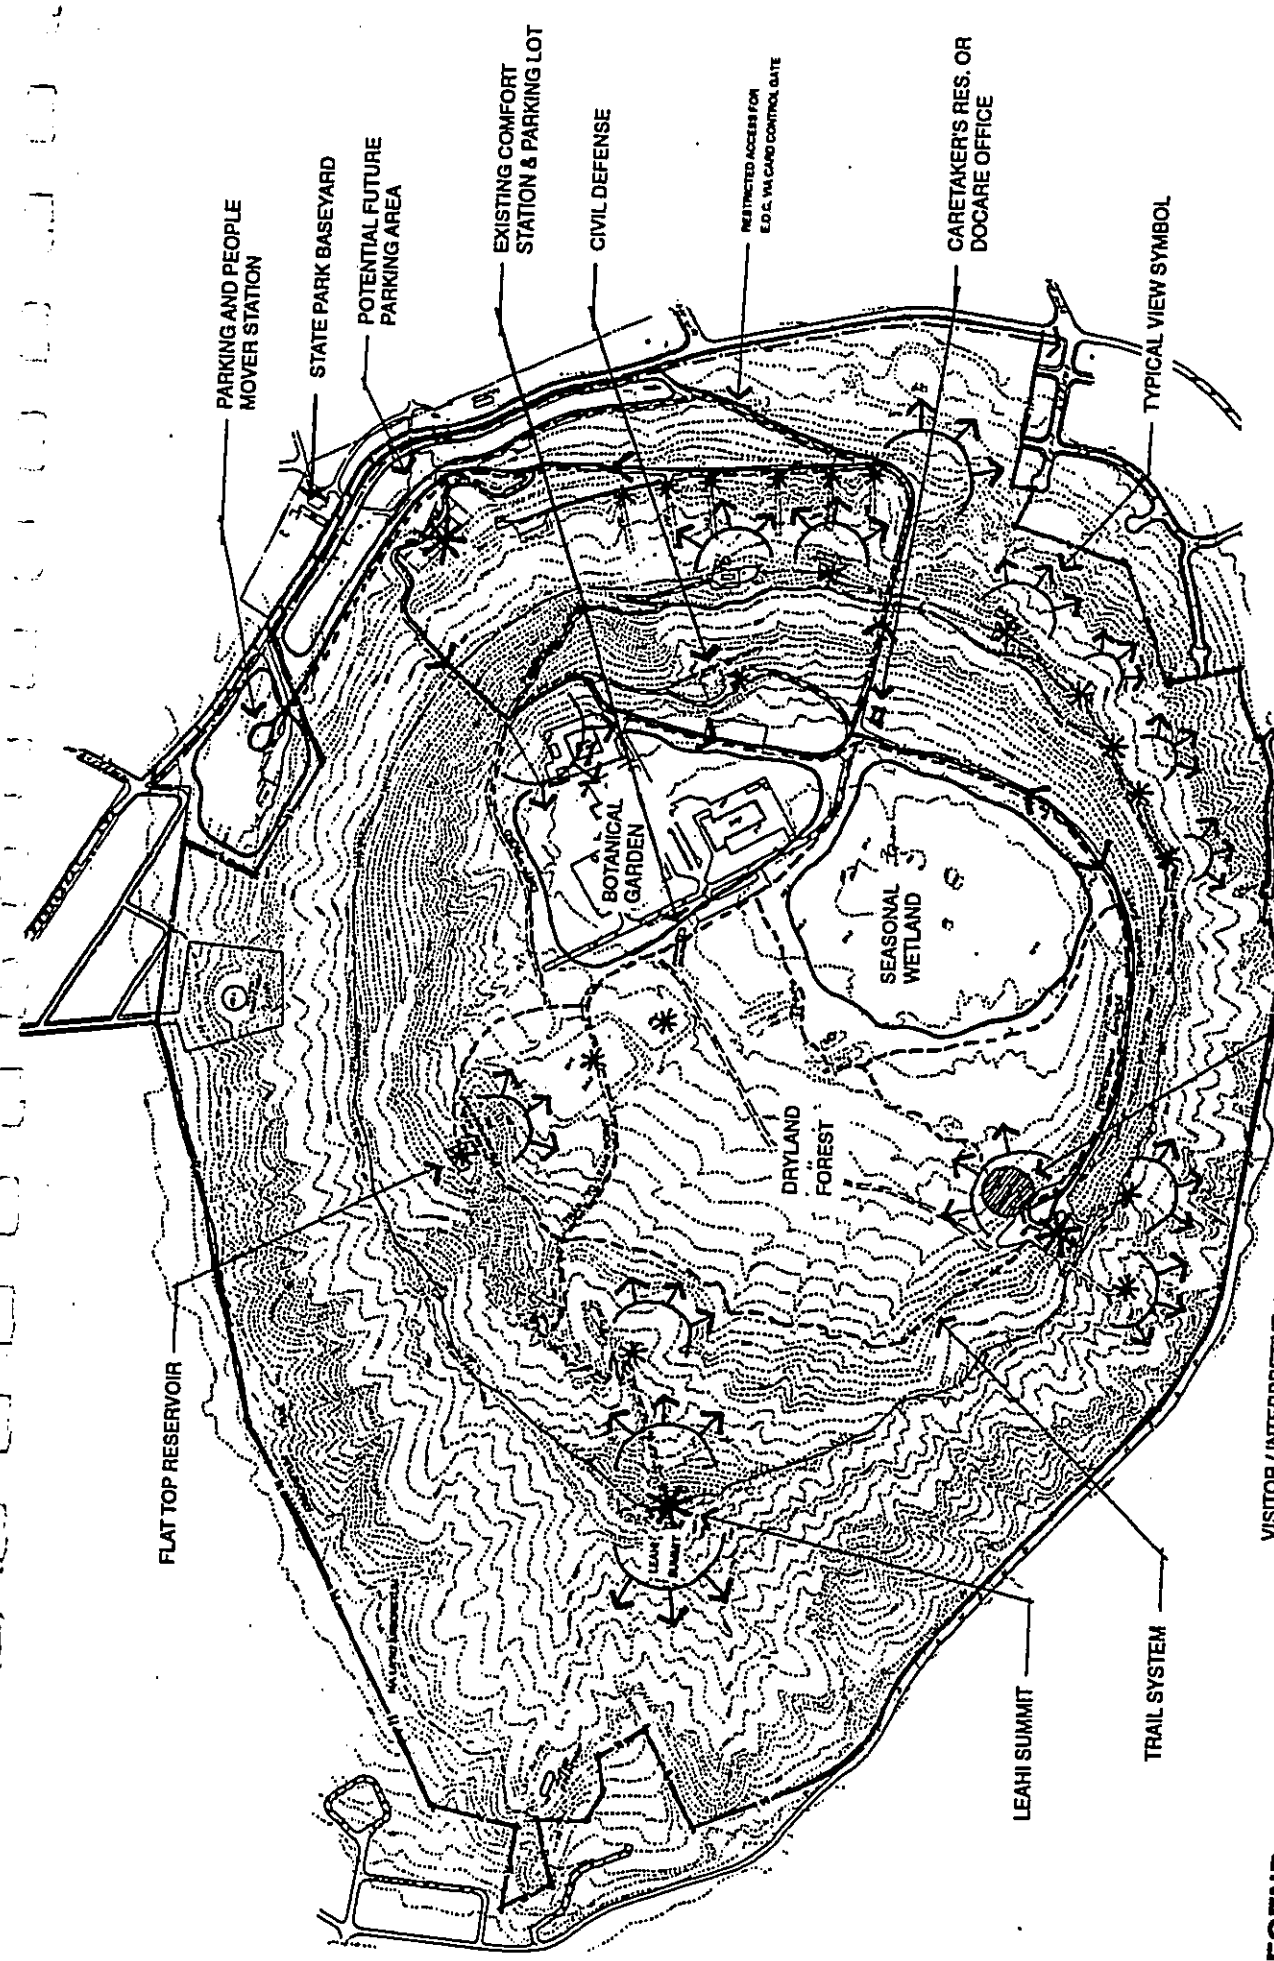 PARKING AND PEOPLE
MOVER STATION
STATE PARK BASEYARD
POTENTIAL FUTURE
PARKING AREA
EXISTING COMFORT
STATION & PARKING LOT
CIVIL DEFENSE
RESTRICTED ACCESS FOR
E.O.C. VIA CARD CONTROL GATE
CARETAKER'S RES. OR
DOCARE OFFICE
TYPICAL VIEW SYMBOL
BOTANICAL
GARDEN
SEASONAL
WETLAND
DRYLAND
FOREST
FLAT TOP RESERVOIR
LEAHI
SUMMIT
LEAHI SUMMIT
TRAIL SYSTEM